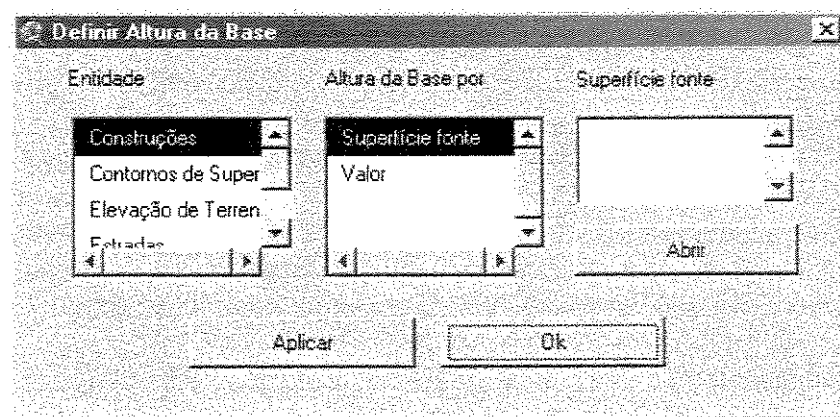 Definir Altura da Base
Entidade
Altura da Base por
Superfície fonte
Construções
Contornos de Super
Elevação de Terren
Estradas
Superfície fonte
Valor
Abrir
Aplicar
Ok